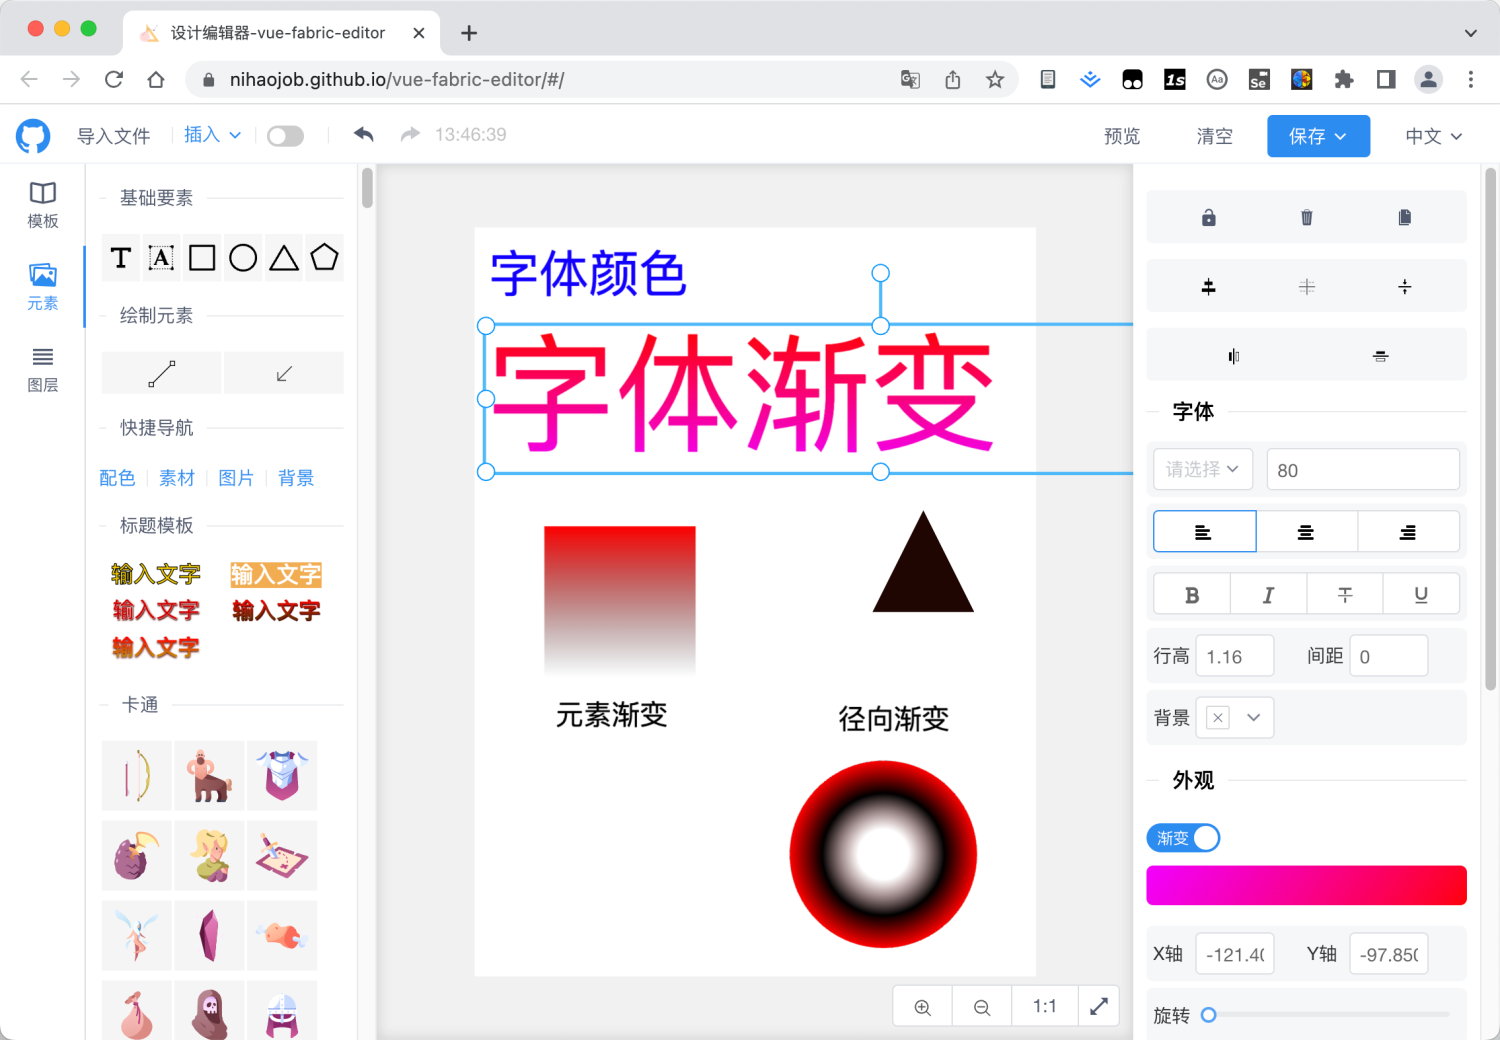 设计编辑器-vue-fabric-editor
nihaojob.github.io/vue-fabric-editor/#/
1s
Aa
Se
导入文件
插入
13:46:39
预览
清空
保存
中文
模板
元素
图层
基础要素
T A
绘制元素
快捷导航
配色 素材 图片 背景
标题模板
输入文字 输入文字
输入文字 输入文字
输入文字
卡通
字体颜色
字体渐变
元素渐变
径向渐变
1:1
字体
请选择 80
B I T U
行高 1.16 间距 0
背景
外观
渐变
X轴 -121.40 Y轴 -97.850
旋转